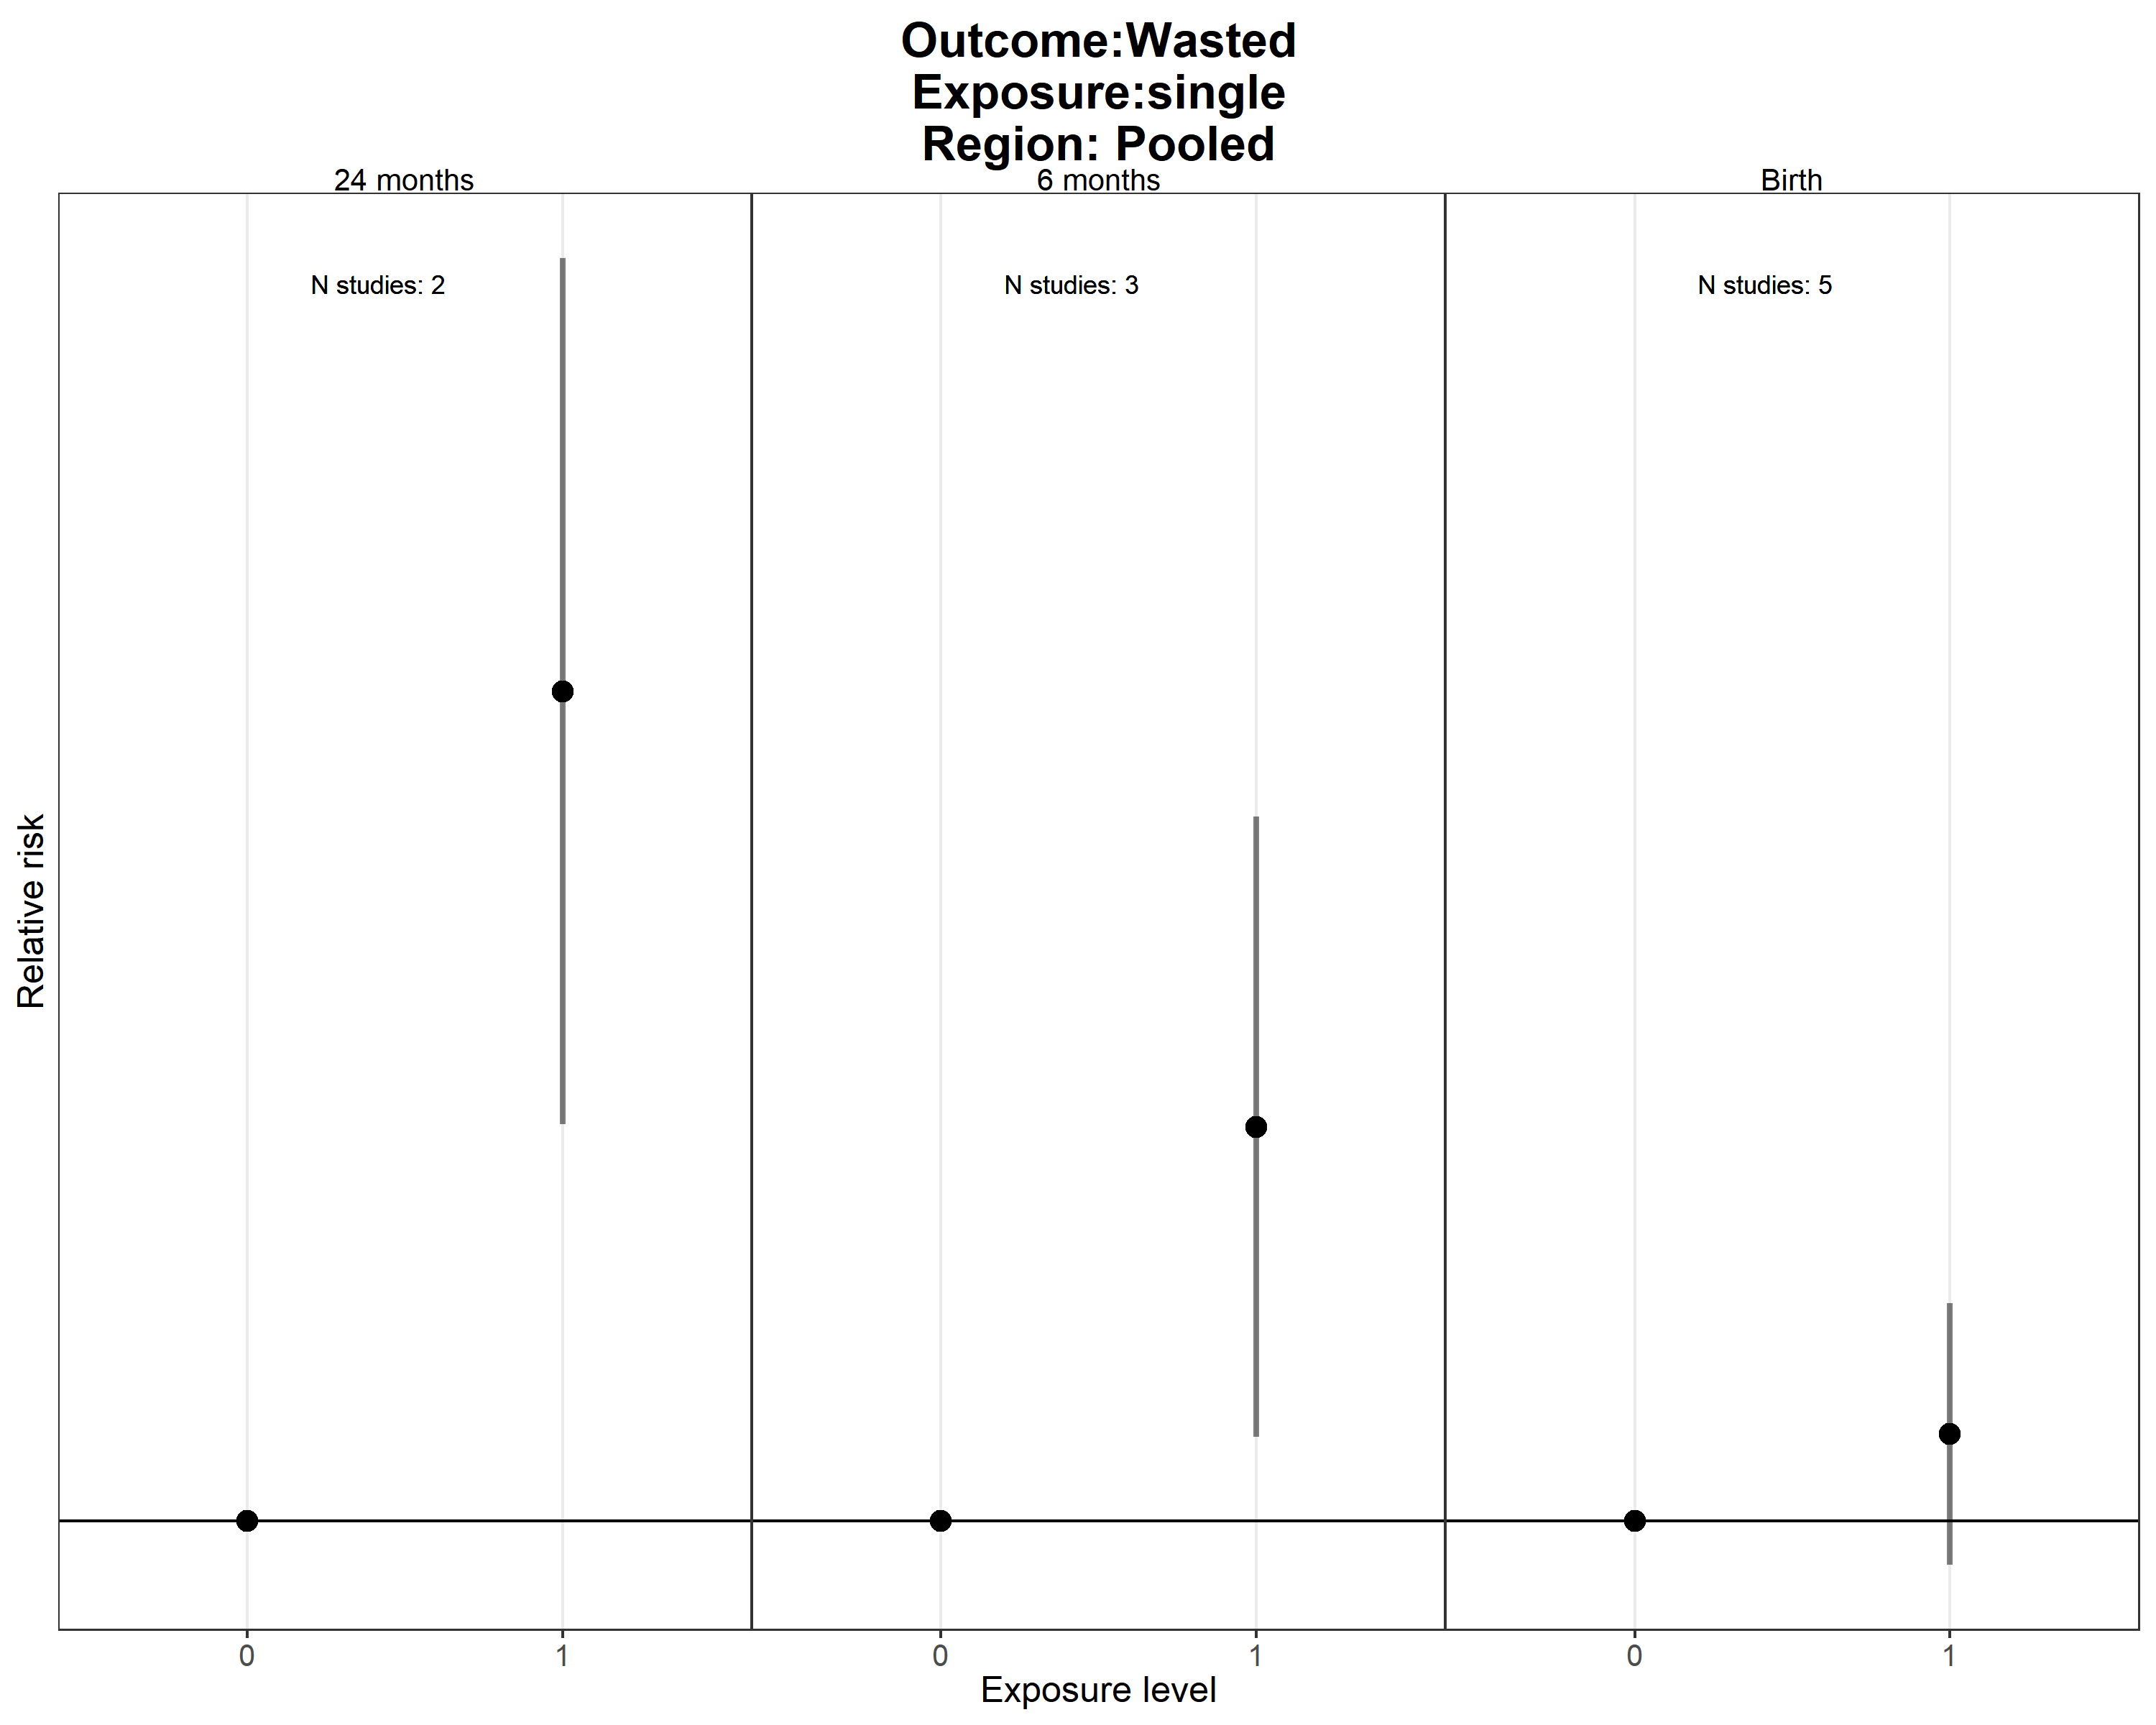 Outcome:Wasted
Exposure:single
Region: Pooled
24 months
6 months
Birth
N studies: 2
N studies: 3
N studies: 5
Relative risk
0
1
0
1
0
1
Exposure level